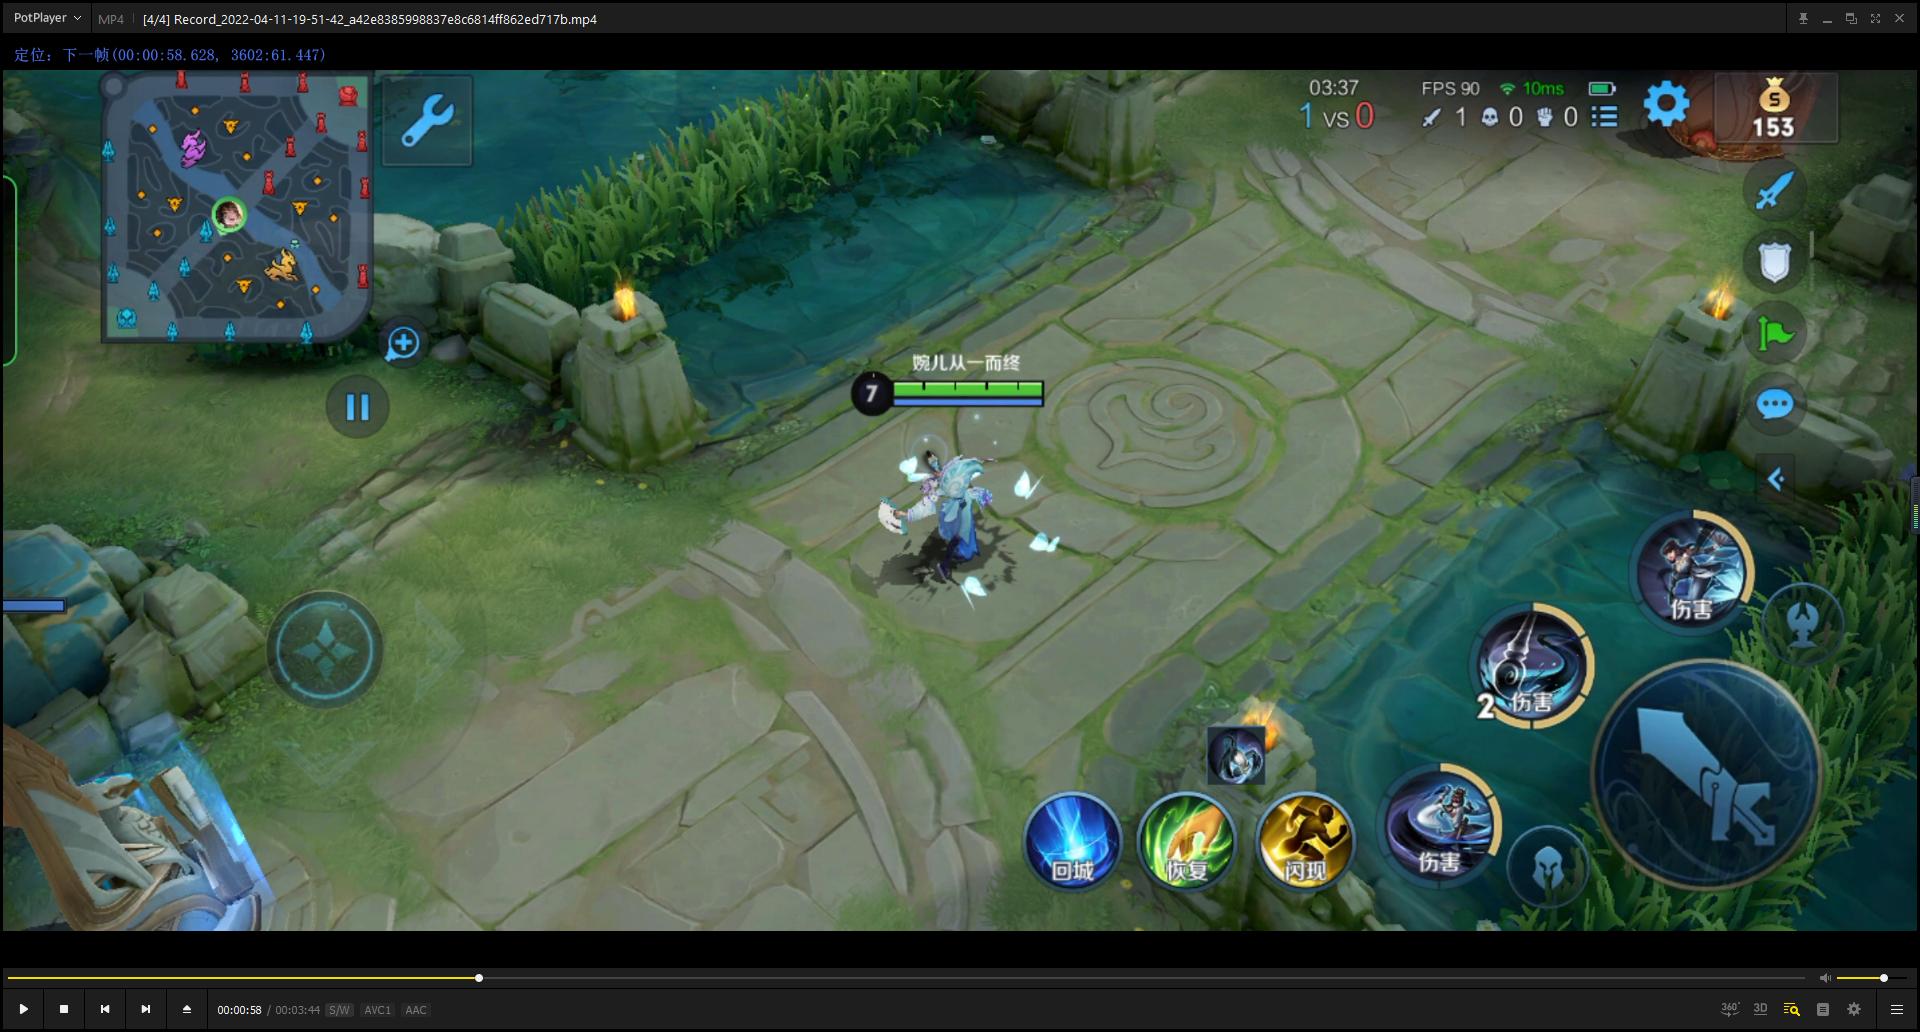 PotPlayer MP4 [4/4] Record_2022-04-11-19-51-42_a42e8385998837e8c6814ff862ed717b.mp4
定位: 下一帧(00:00:58.628, 3602:61.447)
03:37 FPS 90 10ms
1 VS 0 1 0 0
153
婉儿从一而终
7
伤害
2 伤害
伤害
回城 恢复 闪现
00:00:58 / 00:03:44 S/W AVC1 AAC 360° 3D